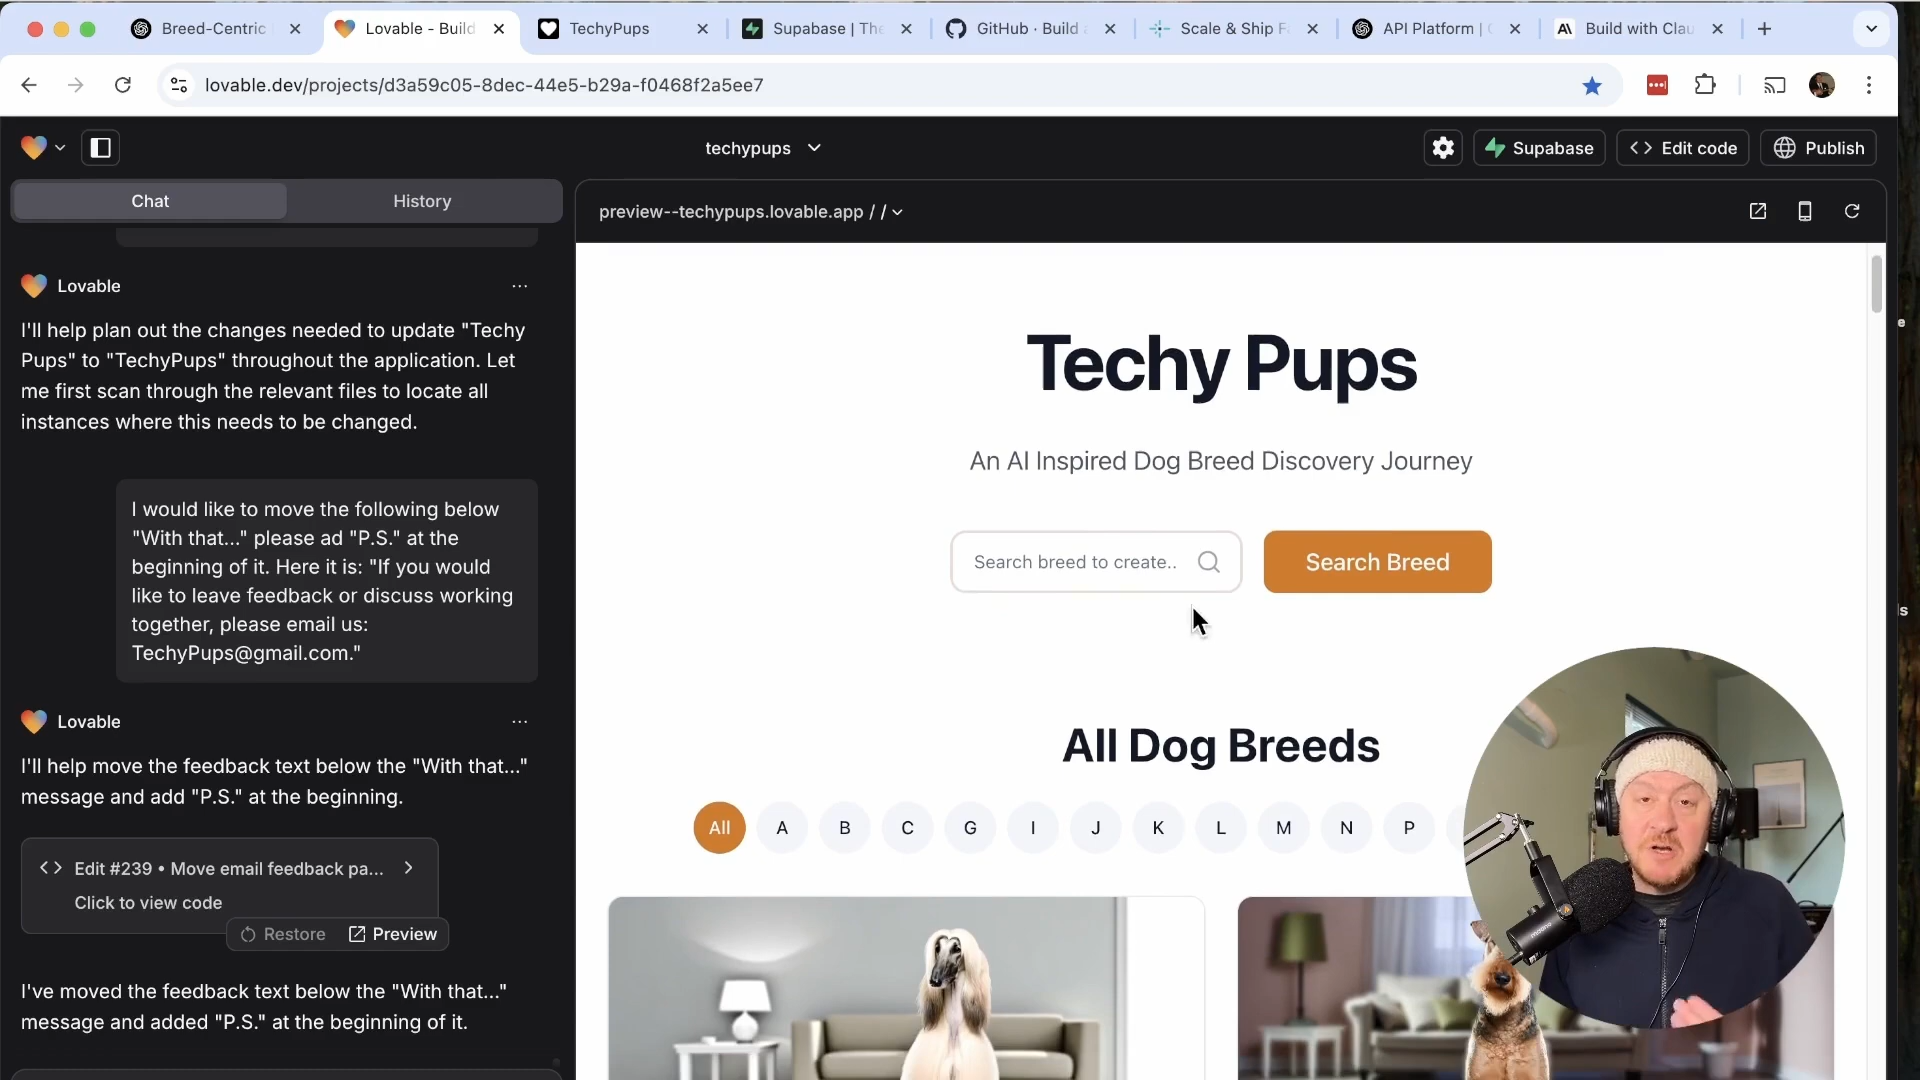 Breed-Centric
Lovable - Build
TechyPups
Supabase | The
GitHub · Build a
Scale & Ship F
API Platform |
Build with Clau
lovable.dev/projects/d3a59c05-8dec-44e5-b29a-f0468f2a5ee7
techypups
Supabase
Edit code
Publish
Chat
History
preview--techypups.lovable.app / /
Lovable
I'll help plan out the changes needed to update "Techy
Pups" to "TechyPups" throughout the application. Let
me first scan through the relevant files to locate all
instances where this needs to be changed.
I would like to move the following below
"With that..." please ad "P.S." at the
beginning of it. Here it is: "If you would
like to leave feedback or discuss working
together, please email us:
TechyPups@gmail.com."
Lovable
I'll help move the feedback text below the "With that..."
message and add "P.S." at the beginning.
Edit #239 • Move email feedback pa...
Click to view code
Restore
Preview
I've moved the feedback text below the "With that..."
message and added "P.S." at the beginning of it.
Techy Pups
An AI Inspired Dog Breed Discovery Journey
Search breed to create..
Search Breed
All Dog Breeds
All A B C G I J K L M N P